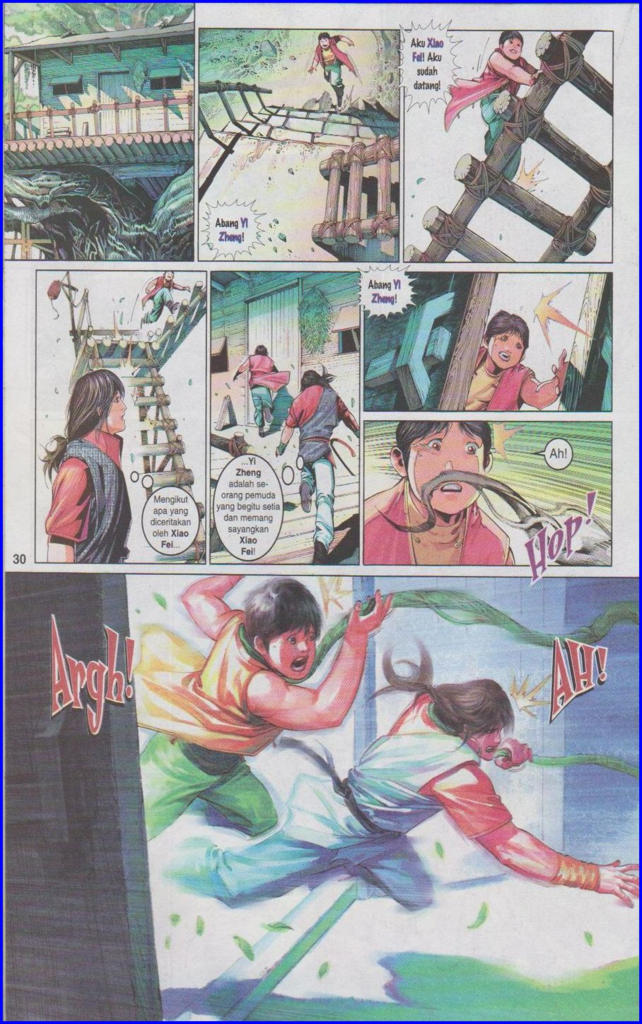 Abang Yi
Zheng!
Aku Xiao
Fei! Aku
sudah
datang!
Mengikut
apa yang
diceritakan
oleh Xiao
Fei...
...Yi
Zheng
adalah se-
orang pemuda
yang begitu setia
dan memang
sayangkan
Xiao
Fei!
Abang Yi
Zheng!
Ah!
HOP!
30
Argh!
AH!